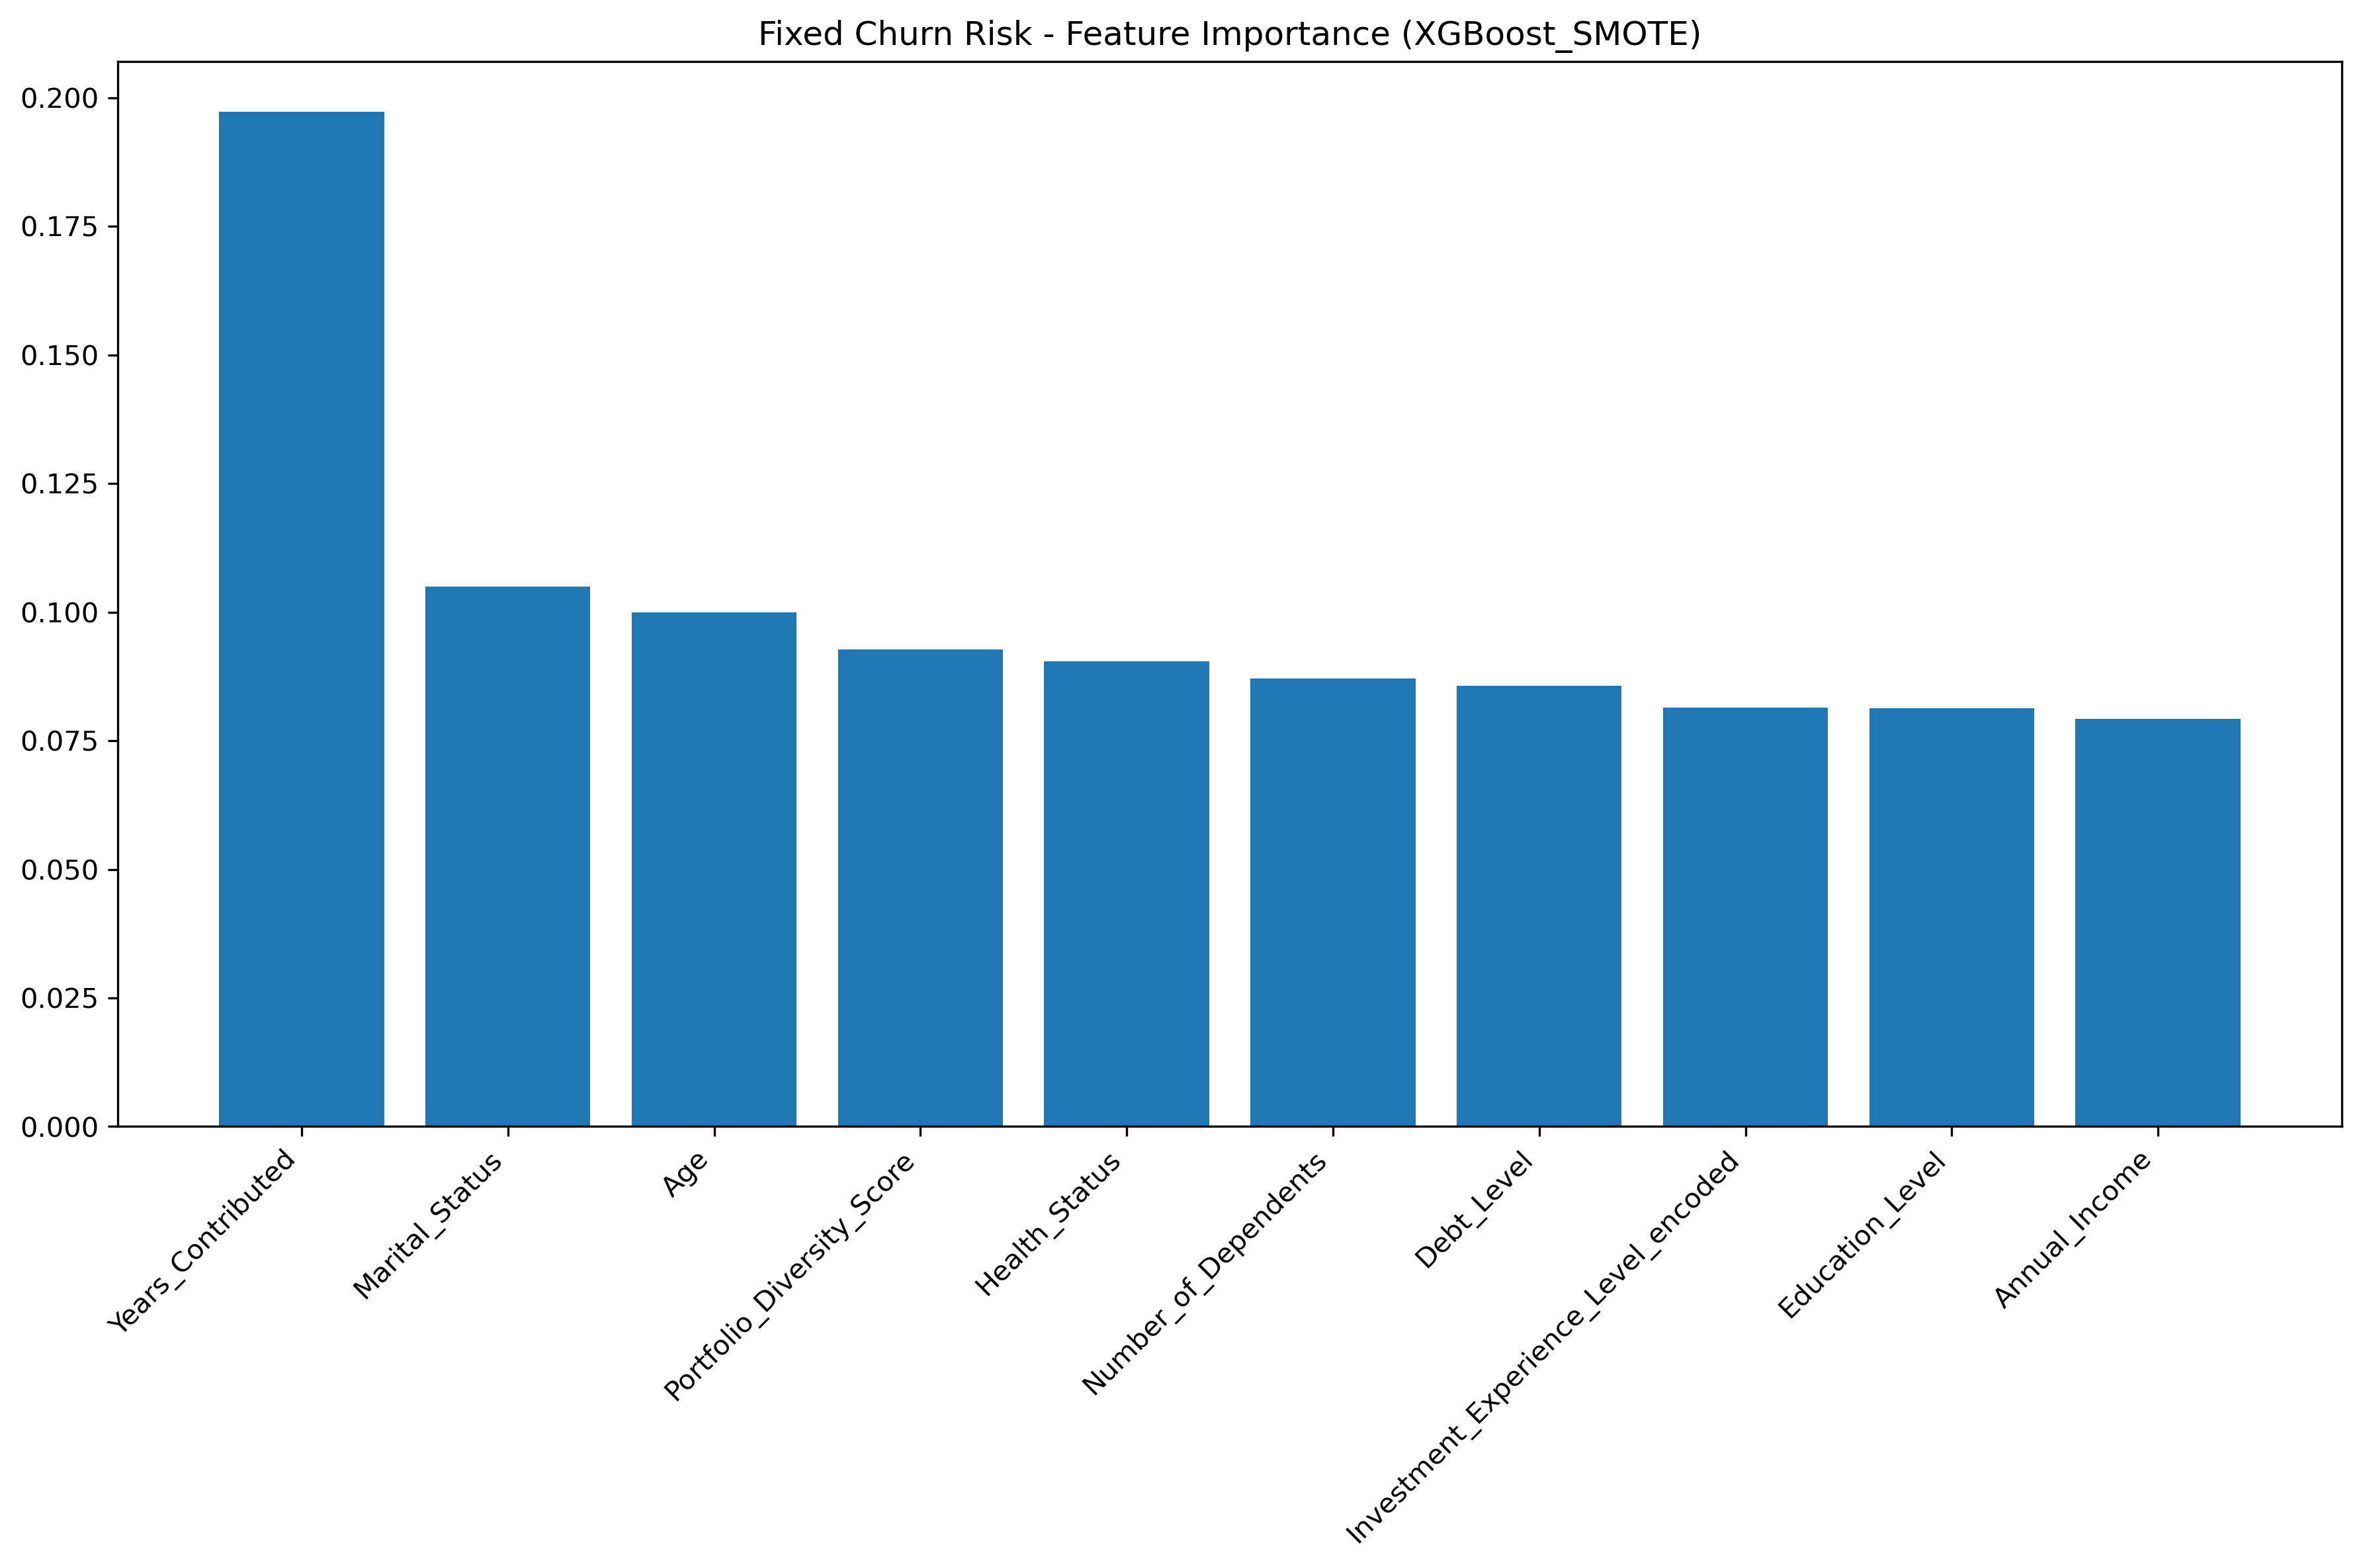 Fixed Churn Risk - Feature Importance (XGBoost_SMOTE)
0.200
0.175
0.150
0.125
0.100
0.075
0.050
0.025
0.000
Years_Contributed
Marital_Status
Age
Portfolio_Diversity_Score
Health_Status
Number_of_Dependents
Debt_Level
Investment_Experience_Level_encoded
Education_Level
Annual_Income